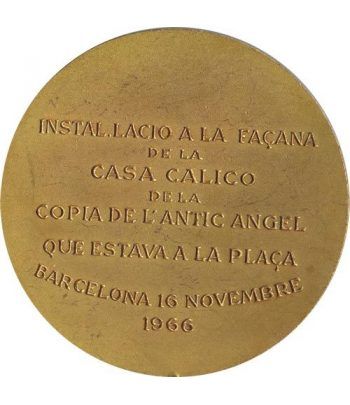 INSTAL.LACIO A LA FAÇANA
DE LA
CASA CALICO
DE LA
COPIA DE L'ANTIC ANGEL
QUE ESTAVA A LA PLAÇA
BARCELONA 16 NOVEMBRE
1966